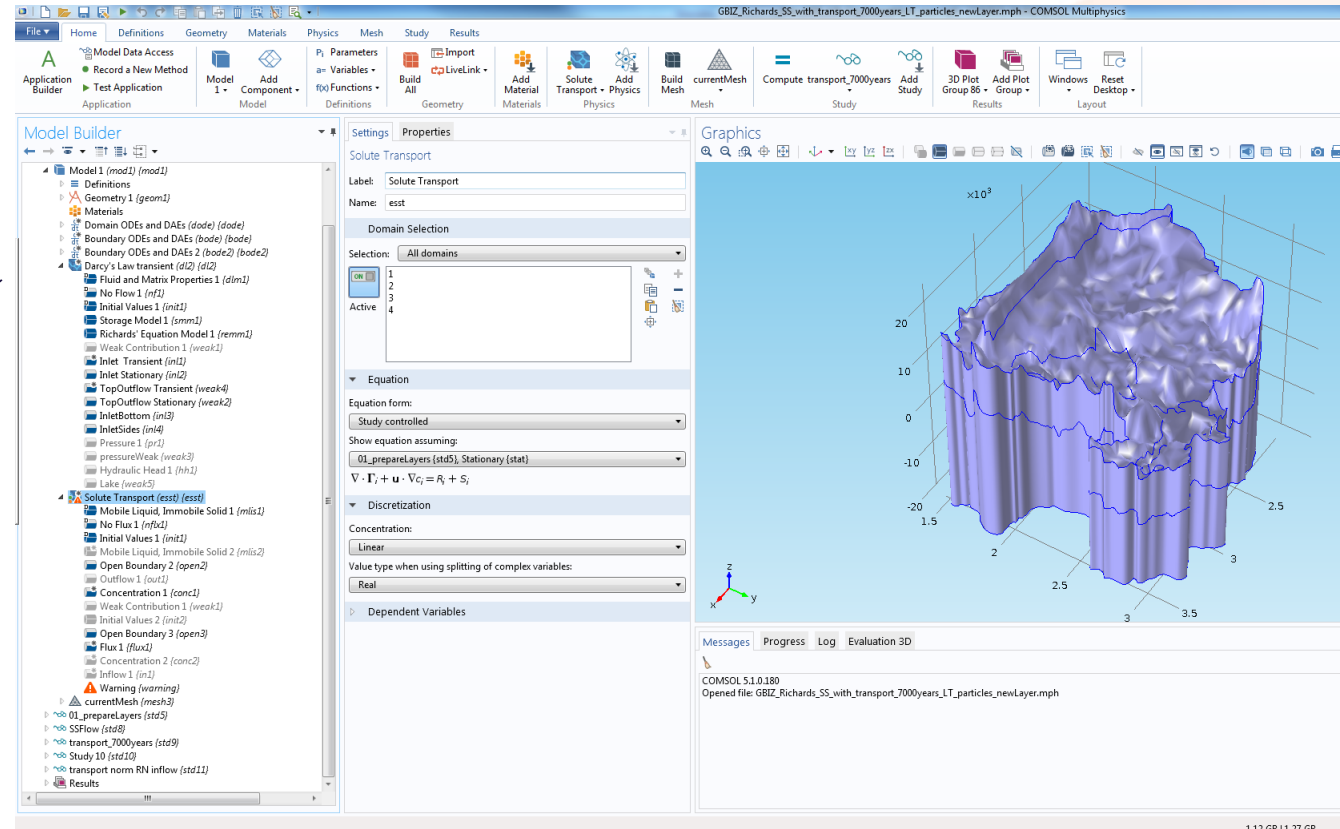 GBIZ_Richards_SS_with_transport_7000years_LT_particles_newLayer.mph - COMSOL Multiphysics
File Home Definitions Geometry Materials Physics Mesh Study Results
Application Builder
Model Data Access
Record a New Method
Test Application
Application
Model 1
Add Component
Model
Pi Parameters
a= Variables
f(x) Functions
Definitions
Build All
Import
LiveLink
Geometry
Add Material
Materials
Solute Transport
Add Physics
Physics
Build Mesh
currentMesh
Mesh
Compute
transport_7000years
Add Study
Study
3D Plot Group 86
Add Plot Group
Results
Windows
Reset Desktop
Layout
Model Builder
Model 1 (mod1) {mod1}
Definitions
Geometry 1 {geom1}
Materials
Domain ODEs and DAEs (dode) {dode}
Boundary ODEs and DAEs (bode) {bode}
Boundary ODEs and DAEs 2 (bode2) {bode2}
Darcy's Law transient (dl2) {dl2}
Fluid and Matrix Properties 1 {dlm1}
No Flow 1 {nf1}
Initial Values 1 {init1}
Storage Model 1 {smm1}
Richards' Equation Model 1 {remm1}
Weak Contribution 1 {weak1}
Inlet Transient {inl1}
Inlet Stationary {inl2}
TopOutflow Transient {weak4}
TopOutflow Stationary {weak2}
InletBottom {inl3}
InletSides {inl4}
Pressure 1 {pr1}
pressureWeak {weak3}
Hydraulic Head 1 {hh1}
Lake {weak5}
Solute Transport (esst) {esst}
Mobile Liquid, Immobile Solid 1 {mlis1}
No Flux 1 {nflx1}
Initial Values 1 {init1}
Mobile Liquid, Immobile Solid 2 {mlis2}
Open Boundary 2 {open2}
Outflow 1 {out1}
Concentration 1 {conc1}
Weak Contribution 1 {weak1}
Initial Values 2 {init2}
Open Boundary 3 {open3}
Flux 1 {flux1}
Concentration 2 {conc2}
Inflow 1 {in1}
Warning {warning}
currentMesh {mesh3}
01_prepareLayers {std5}
SSFlow {std8}
transport_7000years {std9}
Study 10 {std10}
transport norm RN inflow {std11}
Results
Settings Properties
Solute Transport
Label: Solute Transport
Name: esst
Domain Selection
Selection: All domains
ON
Active
1
2
3
4
Equation
Equation form:
Study controlled
Show equation assuming:
01_prepareLayers {std5}, Stationary {stat}
∇ · Γi + u · ∇ci = Ri + Si
Discretization
Concentration:
Linear
Value type when using splitting of complex variables:
Real
Dependent Variables
Graphics
xy yz zx
×10³
20
10
0
-10
-20
1.5
2
2.5
3
3.5
3
2.5
z
x y
Messages Progress Log Evaluation 3D
COMSOL 5.1.0.180
Opened file: GBIZ_Richards_SS_with_transport_7000years_LT_particles_newLayer.mph